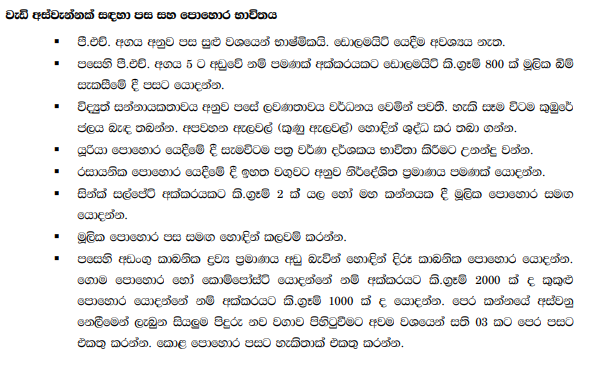 වැඩි අස්වැන්නක් සඳහා පස සහ පොහොර භාවිතය
▪ පී.එච්. අගය අනුව පස සුළු වශයෙන් භාෂ්මිකයි. ඩොලමයිට් යෙදීම අවශ්‍යය නැත.
▪ පසෙහි පී.එච්. අගය 5 ට අඩුවේ නම් පමණක් අක්කරයකට ඩොලමයිට් කි.ග්‍රෑම් 800 ක් මූලික බිම්
සැකසීමේ දී පසට යොදන්න.
▪ විද්‍යුත් සන්නායකතාවය අනුව පසේ ලවණතාවය වර්ධනය වෙමින් පවතී. හැකි සෑම විටම කුඹුරේ
ජලය බැඳ තබන්න. අපවහන ඇලවල් (කුණු ඇලවල්) හොඳින් ශුද්ධ කර තබා ගන්න.
▪ යූරියා පොහොර යෙදීමේ දී සැමවිටම පත්‍ර වර්ණ දර්ශකය භාවිතා කිරීමට උනන්දු වන්න.
▪ රසායනික පොහොර යෙදීමේ දී ඉහත වගුවට අනුව නිර්දේශිත ප්‍රමාණය පමණක් යොදන්න.
▪ සින්ක් සල්පේට් අක්කරයකට කි.ග්‍රෑම් 2 ක් යල හෝ මහ කන්නයක දී මූලික පොහොර සමඟ
යොදන්න.
▪ මූලික පොහොර පස සමඟ හොඳින් කලවම් කරන්න.
▪ පසෙහි අඩංගු කාබනික ද්‍රව්‍ය ප්‍රමාණය අඩු බැවින් හොඳින් දිරූ කාබනික පොහොර යොදන්න.
ගොම පොහොර හෝ කොම්පෝස්ට් යොදන්නේ නම් අක්කරයට කි.ග්‍රෑම් 2000 ක් ද කුකුළු
පොහොර යොදන්නේ නම් අක්කරයට කි.ග්‍රෑම් 1000 ක් ද යොදන්න. පෙර කන්නයේ අස්වනු
නෙලීමෙන් ලැබුන සියලුම පිදුරු නව වගාව පිහිටුවීමට අවම වශයෙන් සති 03 කට පෙර පසට
එකතු කරන්න. කොළ පොහොර පසට හැකිතාක් එකතු කරන්න.